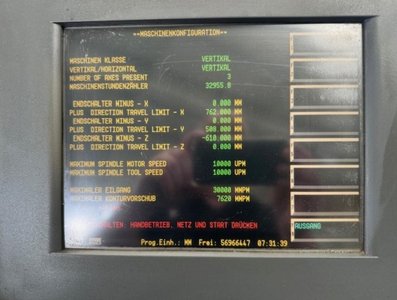 **MASCHINENKONFIGURATION**
MASCHINEN KLASSE VERTIKAL
VERTIKAL/HORIZONTAL VERTIKAL
NUMBER OF AXES PRESENT 3
MASCHINENSTUNDENZÄHLER 32955.8
ENDSCHALTER MINUS - X 0.000 MM
PLUS DIRECTION TRAVEL LIMIT - X 762.000 MM
ENDSCHALTER MINUS - Y 0.000 MM
PLUS DIRECTION TRAVEL LIMIT - Y 508.000 MM
ENDSCHALTER MINUS - Z -610.000 MM
PLUS DIRECTION TRAVEL LIMIT - Z 0.000 MM
MAXIMUM SPINDLE MOTOR SPEED 10000 UPM
MAXIMUM SPINDLE TOOL SPEED 10000 UPM
MAXIMALER EILGANG 30000 MMPM
MAXIMALER KONTURVORSCHUB 7620 MMPM
HALTEN, HANDBETRIEB, NETZ UND START DRÜCKEN
AUSGANG
Prog.Einh.: MM Frei: 56966447 07:31:39